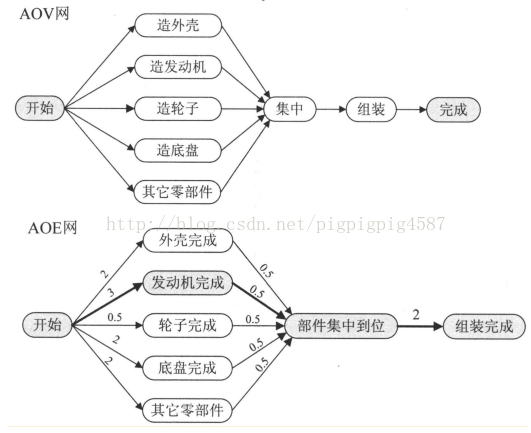 AOV网
造外壳
造发动机
开始
造轮子
集中
组装
完成
造底盘
其它零部件
http://blog.csdn.net/pigpigpig4587
AOE网
外壳完成
2
0.5
发动机完成
3
0.5
开始
0.5
轮子完成
0.5
部件集中到位
2
组装完成
2
底盘完成
0.5
2
其它零部件
0.5